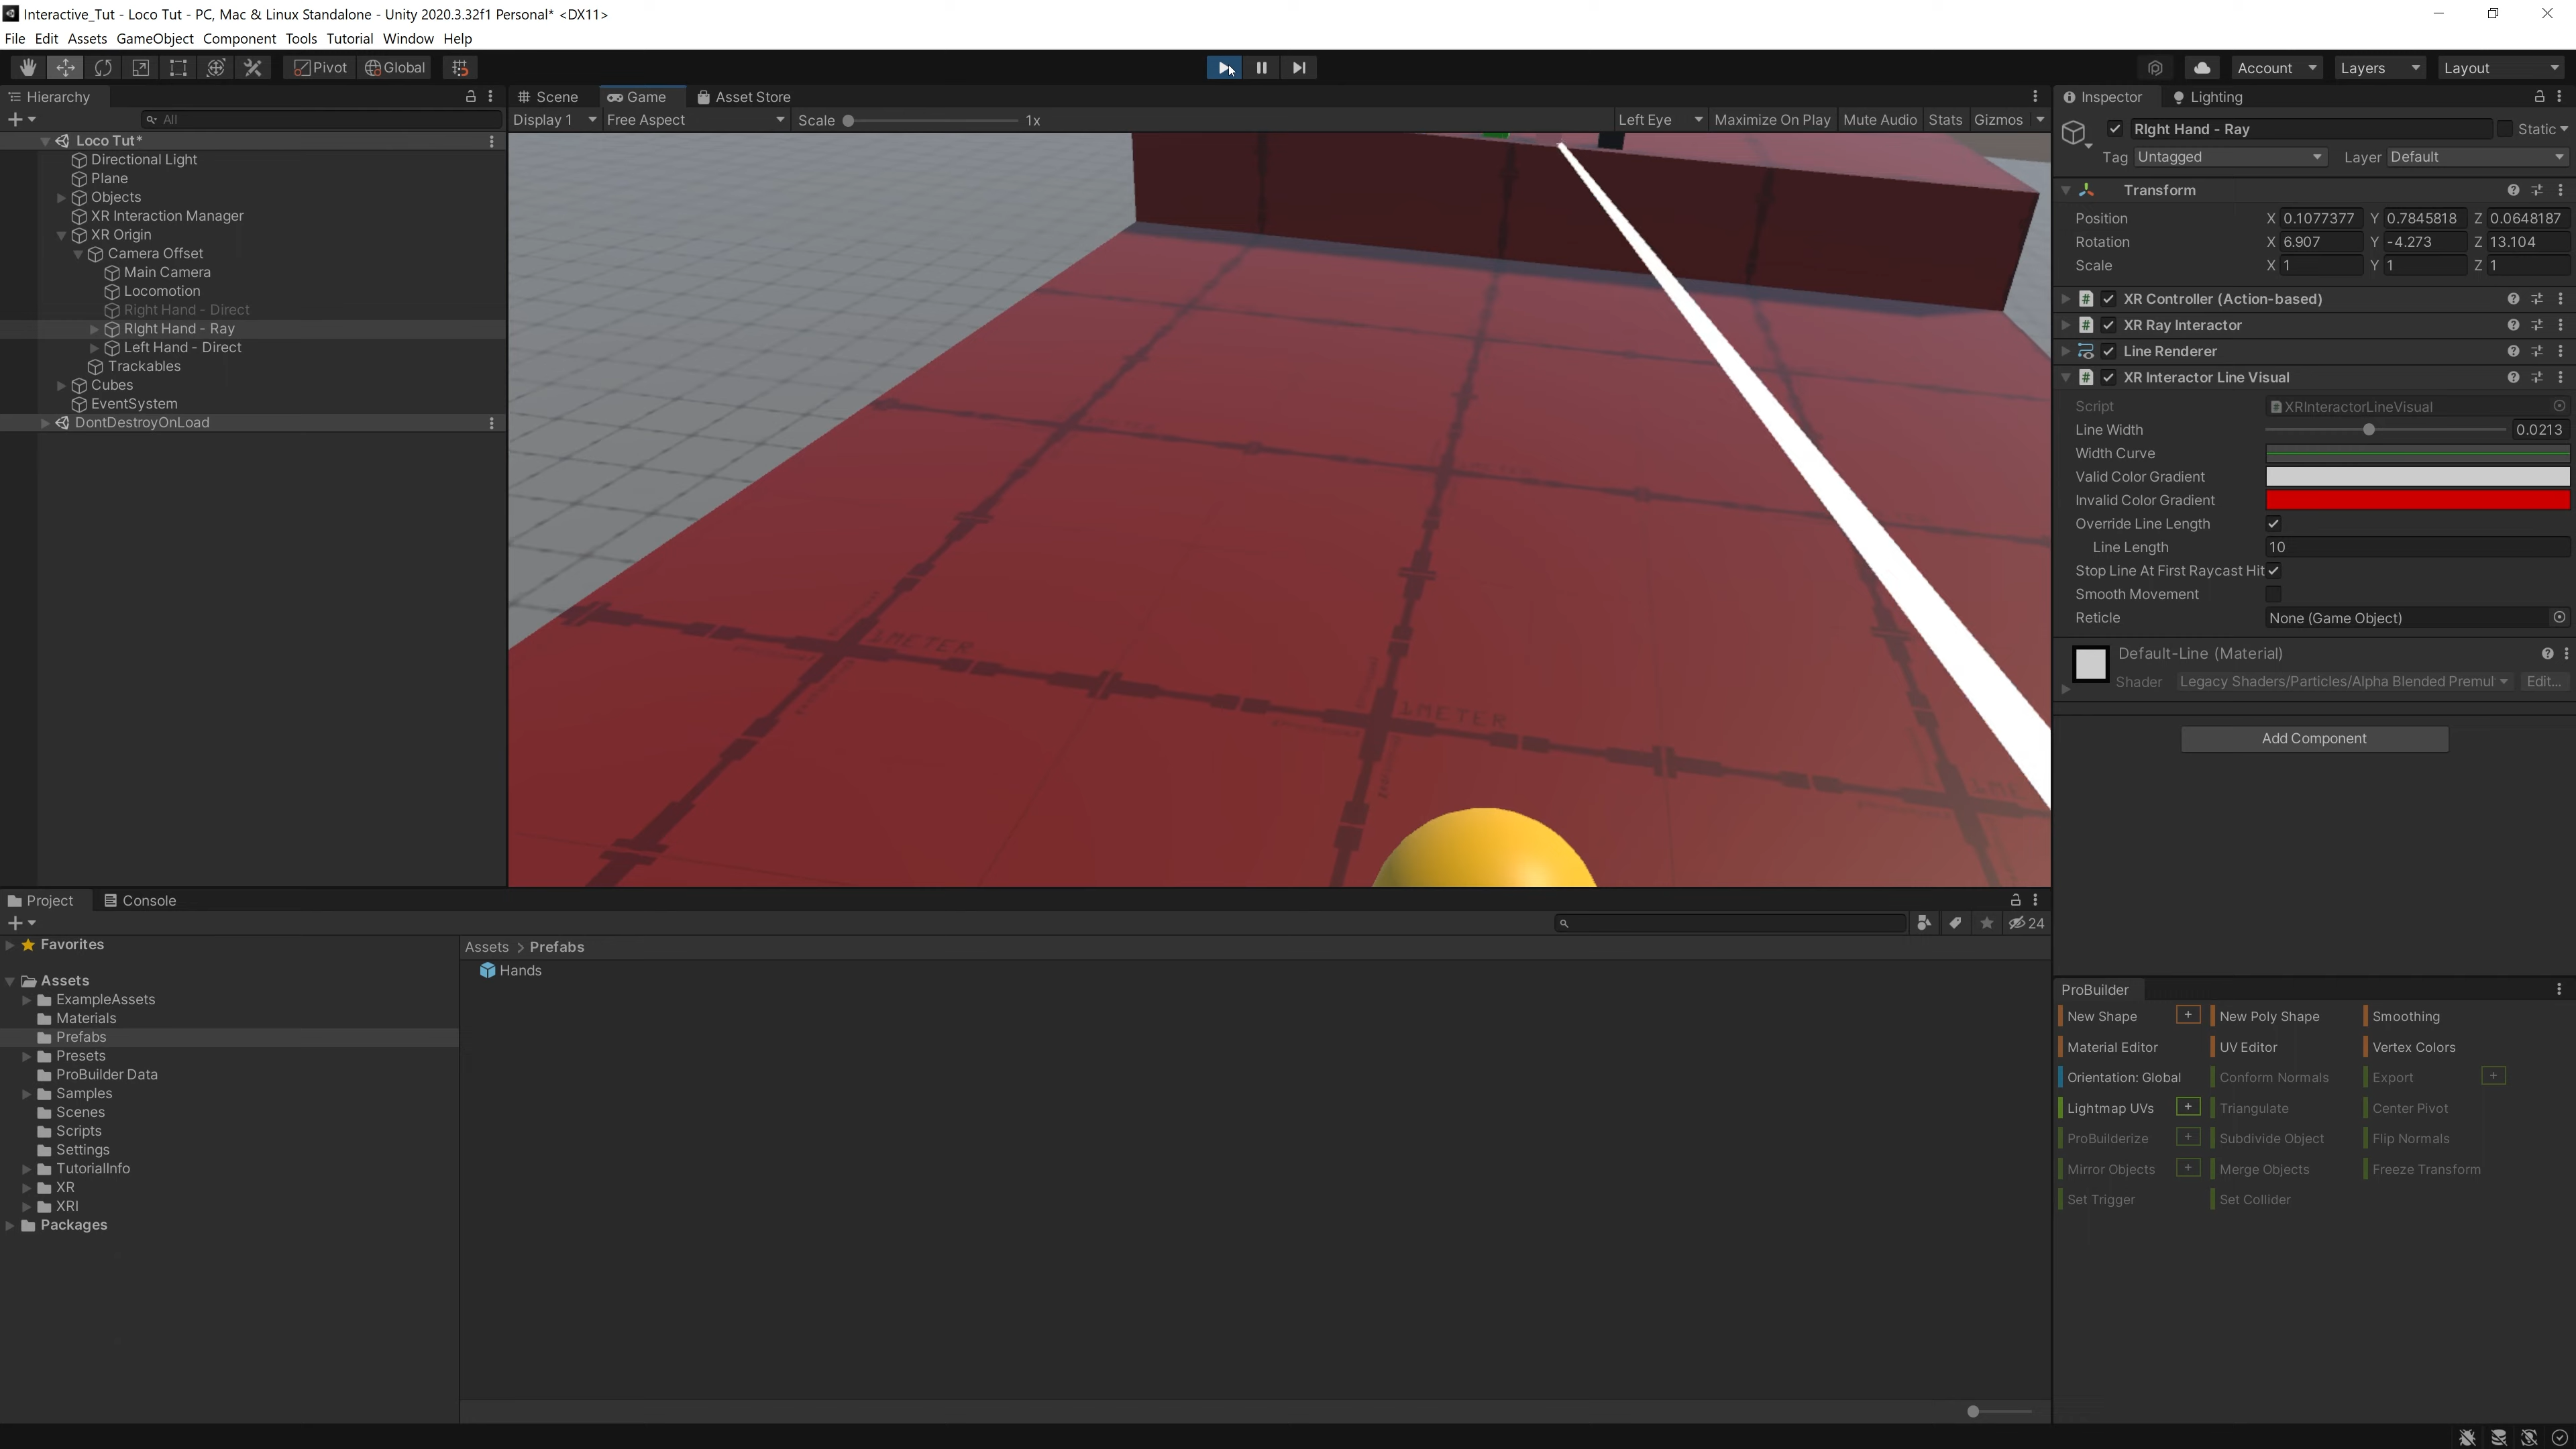 Interactive_Tut - Loco Tut - PC, Mac & Linux Standalone - Unity 2020.3.32f1 Personal* <DX11>
File Edit Assets GameObject Component Tools Tutorial Window Help
Pivot Global Account Layers Layout
Hierarchy
All
Loco Tut*
Directional Light
Plane
Objects
XR Interaction Manager
XR Origin
Camera Offset
Main Camera
Locomotion
Right Hand - Direct
RIght Hand - Ray
Left Hand - Direct
Trackables
Cubes
EventSystem
DontDestroyOnLoad
Scene Game Asset Store
Display 1 Free Aspect Scale 1x Left Eye Maximize On Play Mute Audio Stats Gizmos
1METER
1METER
Inspector Lighting
RIght Hand - Ray Static
Tag Untagged Layer Default
Transform
Position X 0.1077377 Y 0.7845818 Z 0.0648187
Rotation X 6.907 Y -4.273 Z 13.104
Scale X 1 Y 1 Z 1
XR Controller (Action-based)
XR Ray Interactor
Line Renderer
XR Interactor Line Visual
Script XRInteractorLineVisual
Line Width 0.0213
Width Curve
Valid Color Gradient
Invalid Color Gradient
Override Line Length
Line Length 10
Stop Line At First Raycast Hit
Smooth Movement
Reticle None (Game Object)
Default-Line (Material)
Shader Legacy Shaders/Particles/Alpha Blended Premul Edit...
Add Component
Project Console
24
Favorites
Assets
ExampleAssets
Materials
Prefabs
Presets
ProBuilder Data
Samples
Scenes
Scripts
Settings
TutorialInfo
XR
XRI
Packages
Assets > Prefabs
Hands
ProBuilder
New Shape + New Poly Shape Smoothing
Material Editor UV Editor Vertex Colors
Orientation: Global Conform Normals Export +
Lightmap UVs + Triangulate Center Pivot
ProBuilderize + Subdivide Object Flip Normals
Mirror Objects + Merge Objects Freeze Transform
Set Trigger Set Collider